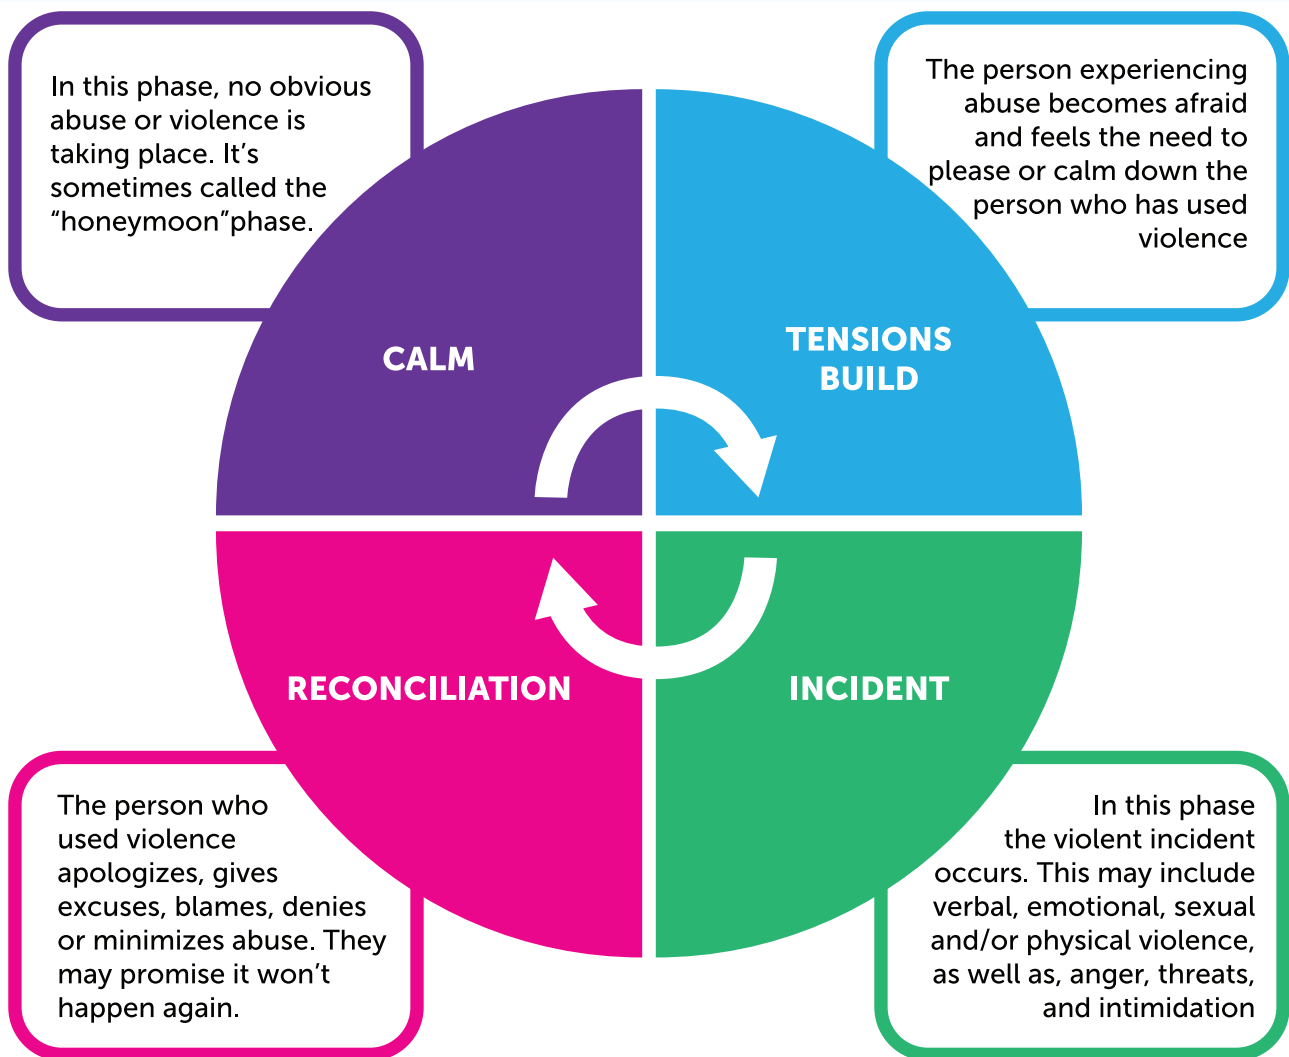 In this phase, no obvious
abuse or violence is
taking place. It’s
sometimes called the
“honeymoon”phase.
The person experiencing
abuse becomes afraid
and feels the need to
please or calm down the
person who has used
violence
CALM
TENSIONS
BUILD
RECONCILIATION
INCIDENT
The person who
used violence
apologizes, gives
excuses, blames, denies
or minimizes abuse. They
may promise it won’t
happen again.
In this phase
the violent incident
occurs. This may include
verbal, emotional, sexual
and/or physical violence,
as well as, anger, threats,
and intimidation